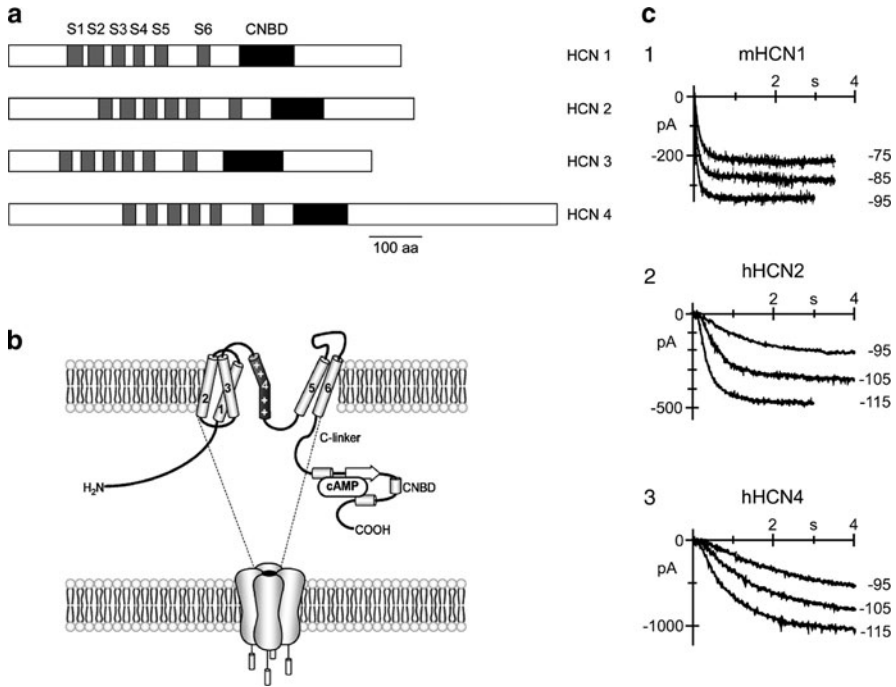 a
S1 S2 S3 S4 S5 S6 CNBD
HCN 1
HCN 2
HCN 3
HCN 4
100 aa
b
2 1 3 4 +++ 5 6
C-linker
H₂N
cAMP
CNBD
COOH
c
1 mHCN1
2 s 4
0
pA
-200
-75
-85
-95
2 hHCN2
2 s 4
0
pA
-500
-95
-105
-115
3 hHCN4
2 s 4
0
pA
-1000
-95
-105
-115